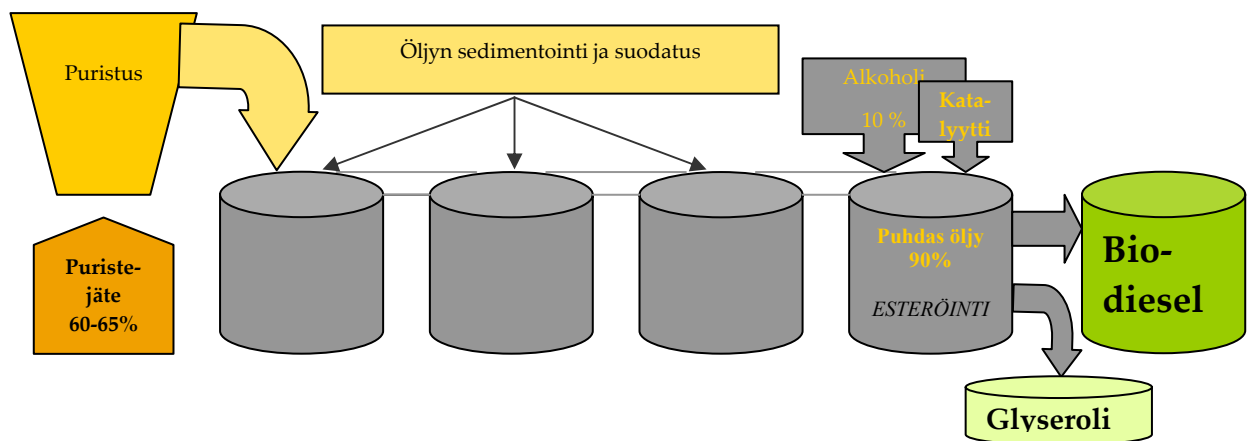 Puristus
Öljyn sedimentointi ja suodatus
Alkoholi
10 %
Kata-
lyytti
Puriste-
jäte
60-65%
Puhdas öljy
90%
ESTERÖINTI
Bio-
diesel
Glyseroli